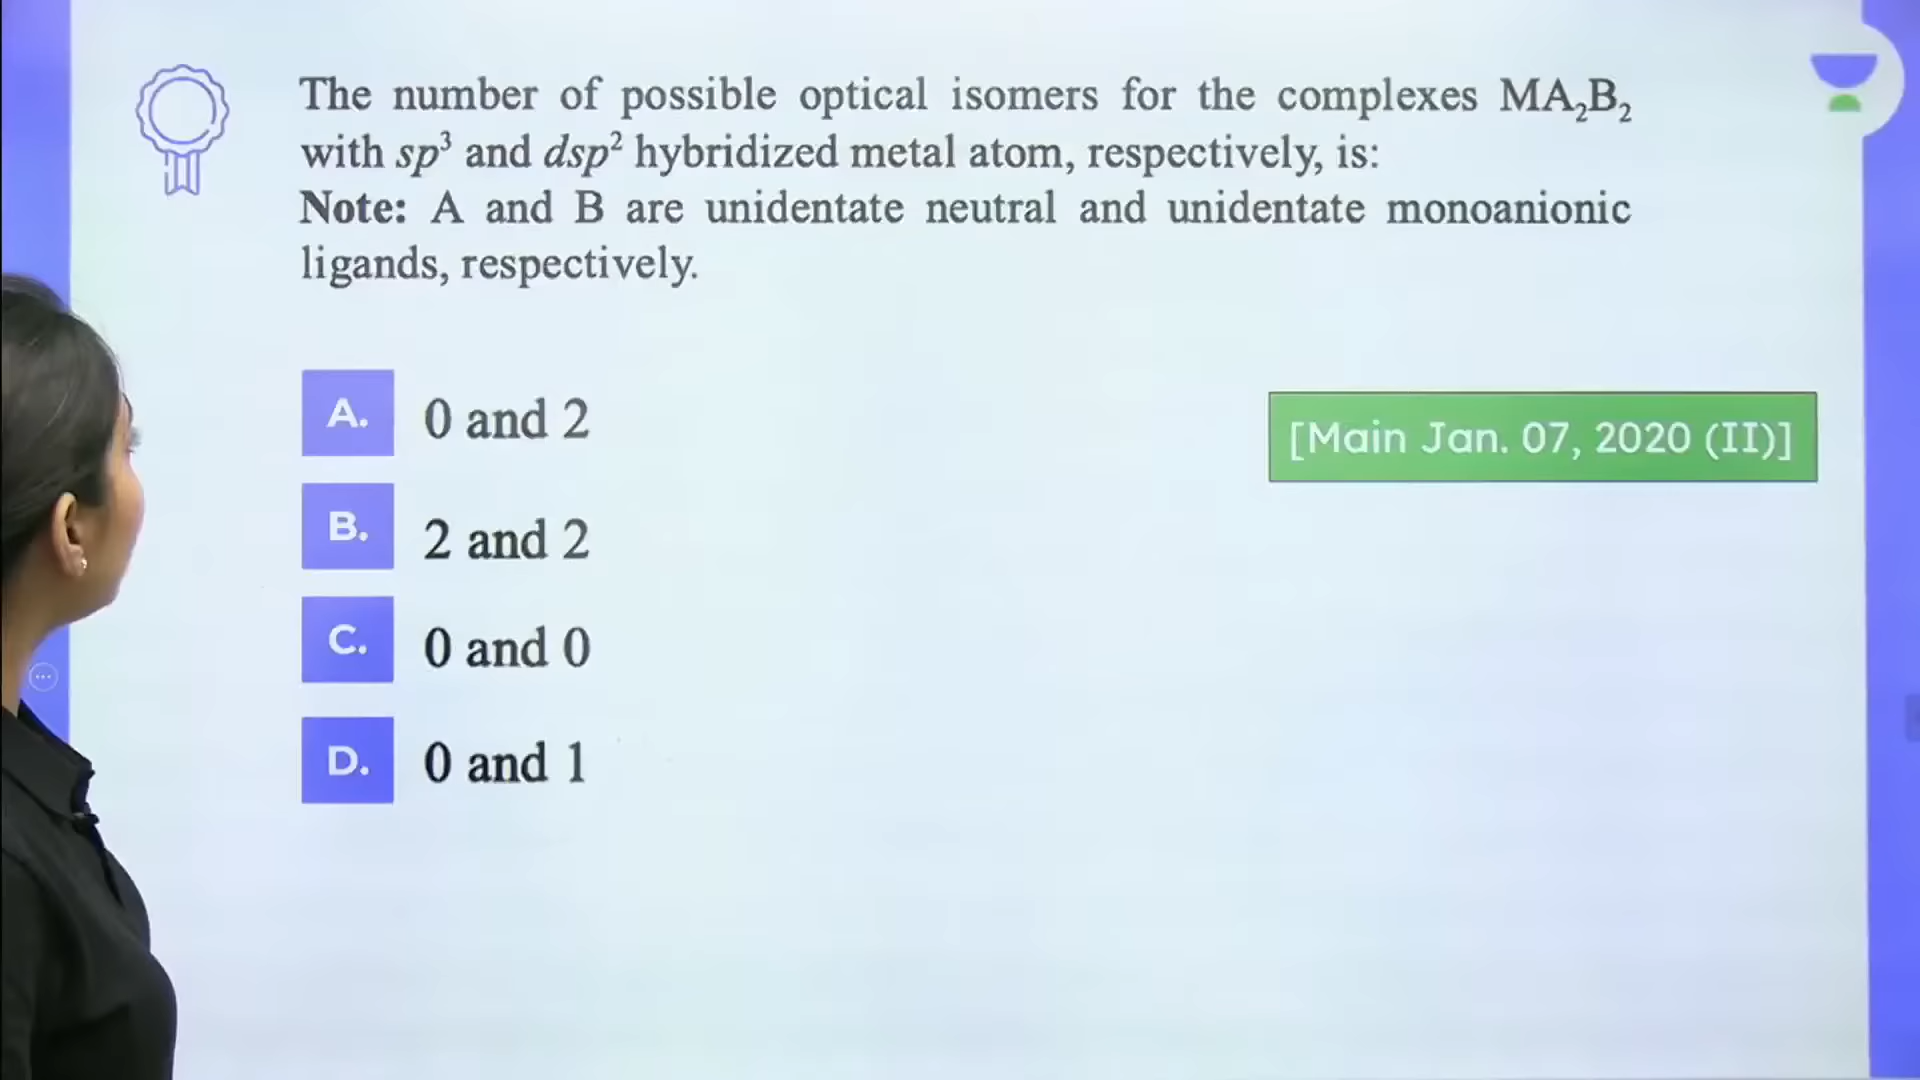 The number of possible optical isomers for the complexes MA₂B₂
with sp³ and dsp² hybridized metal atom, respectively, is:
Note: A and B are unidentate neutral and unidentate monoanionic
ligands, respectively.
A. 0 and 2
[Main Jan. 07, 2020 (II)]
B. 2 and 2
C. 0 and 0
D. 0 and 1